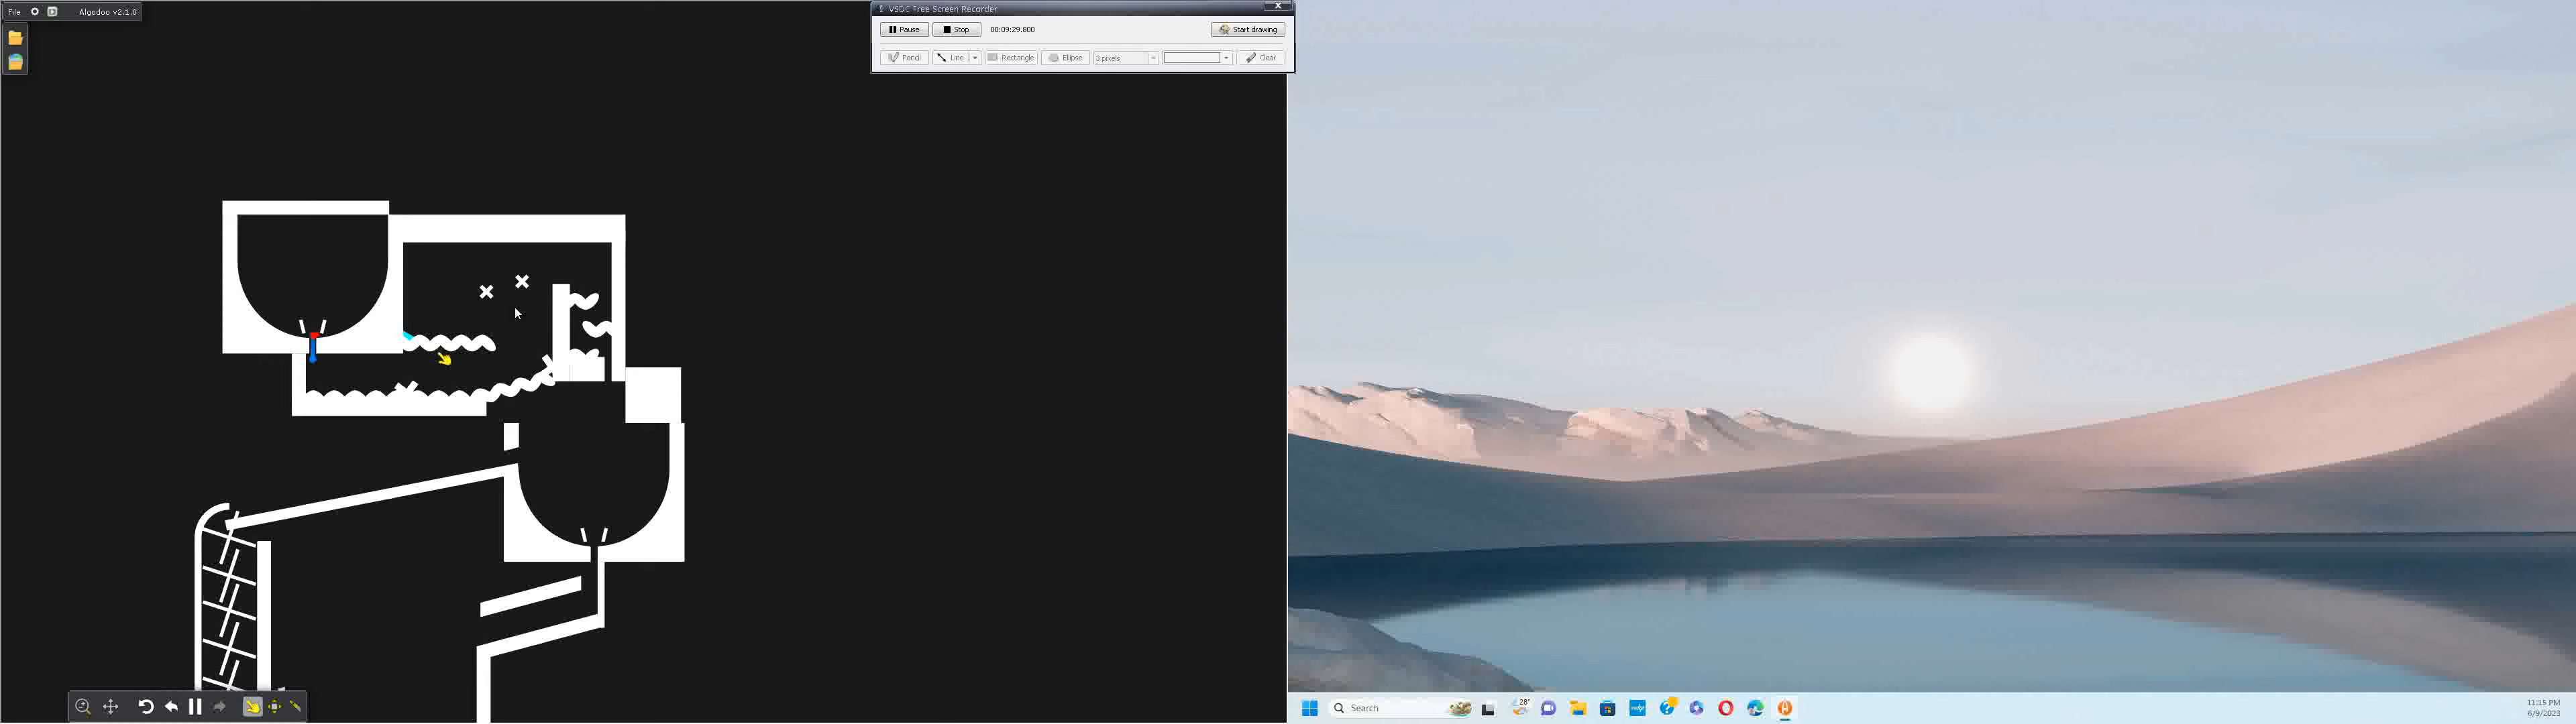 File Algodoo v2.1.0
VSDC Free Screen Recorder
Pause Stop 00:09:29.800 Start drawing
Pencil Line Rectangle Ellipse 3 pixels Clear
Search
28°
11:15 PM
6/9/2023